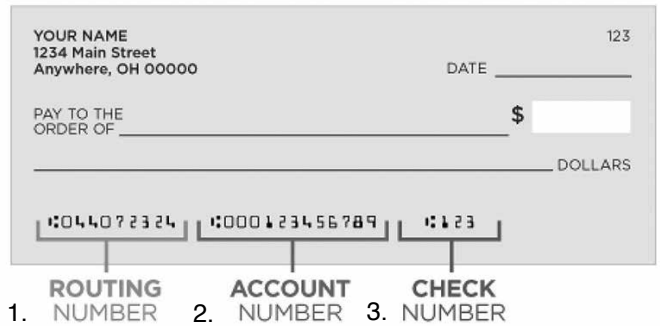 YOUR NAME 123
1234 Main Street
Anywhere, OH 00000
DATE
PAY TO THE
ORDER OF
$
DOLLARS
⑆044072324 ⑆000123456789 ⑆123
ROUTING ACCOUNT CHECK
1. NUMBER 2. NUMBER 3. NUMBER